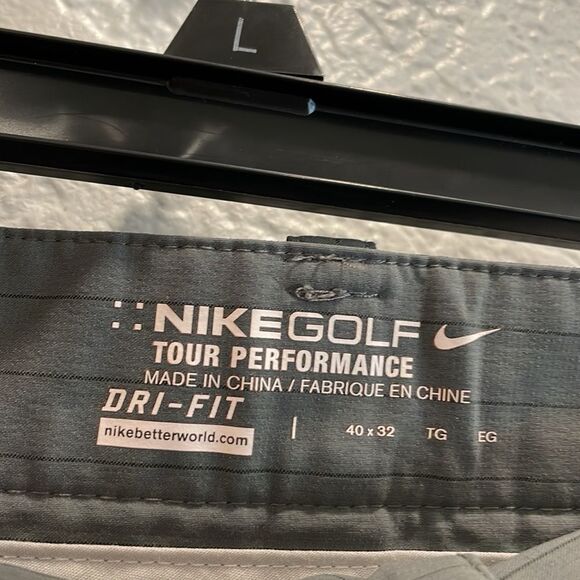 L
NIKEGOLF
TOUR PERFORMANCE
MADE IN CHINA / FABRIQUE EN CHINE
DRI-FIT
nikebetterworld.com | 40 x 32 TG EG